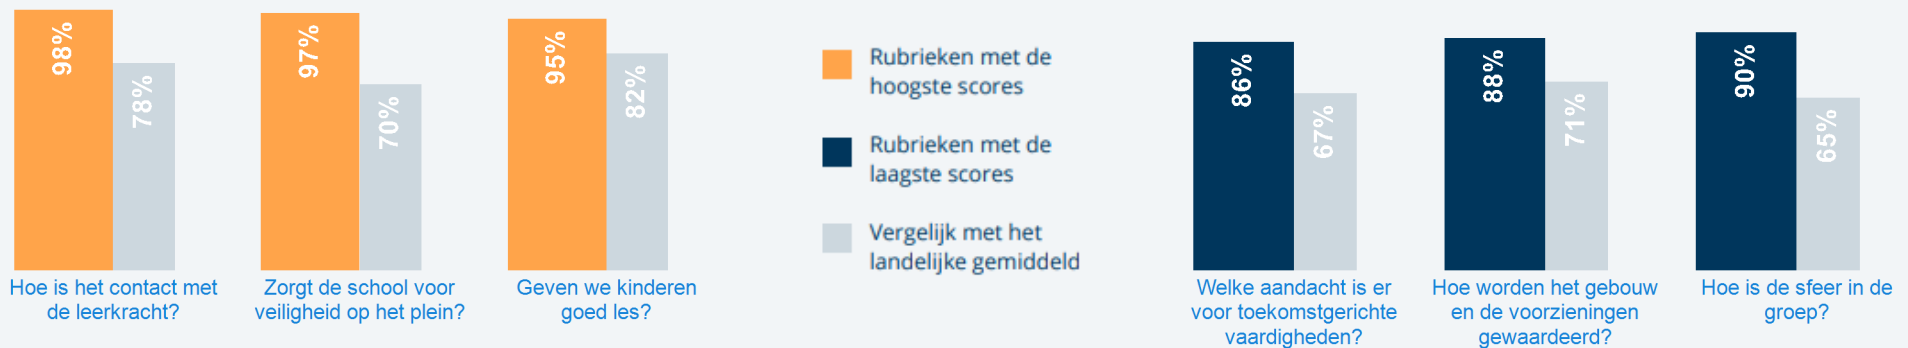 98%
78%
Hoe is het contact met
de leerkracht?
97%
70%
Zorgt de school voor
veiligheid op het plein?
95%
82%
Geven we kinderen
goed les?
Rubrieken met de
hoogste scores
Rubrieken met de
laagste scores
Vergelijk met het
landelijke gemiddeld
86%
67%
Welke aandacht is er
voor toekomstgerichte
vaardigheden?
88%
71%
Hoe worden het gebouw
en de voorzieningen
gewaardeerd?
90%
65%
Hoe is de sfeer in de
groep?